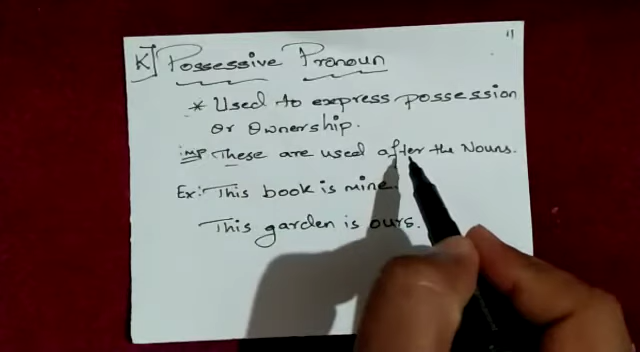 11
K] Possessive Pronoun
* Used to express possession
or ownership.
imp These are used after the Nouns.
Ex: This book is mine.
This garden is ours.